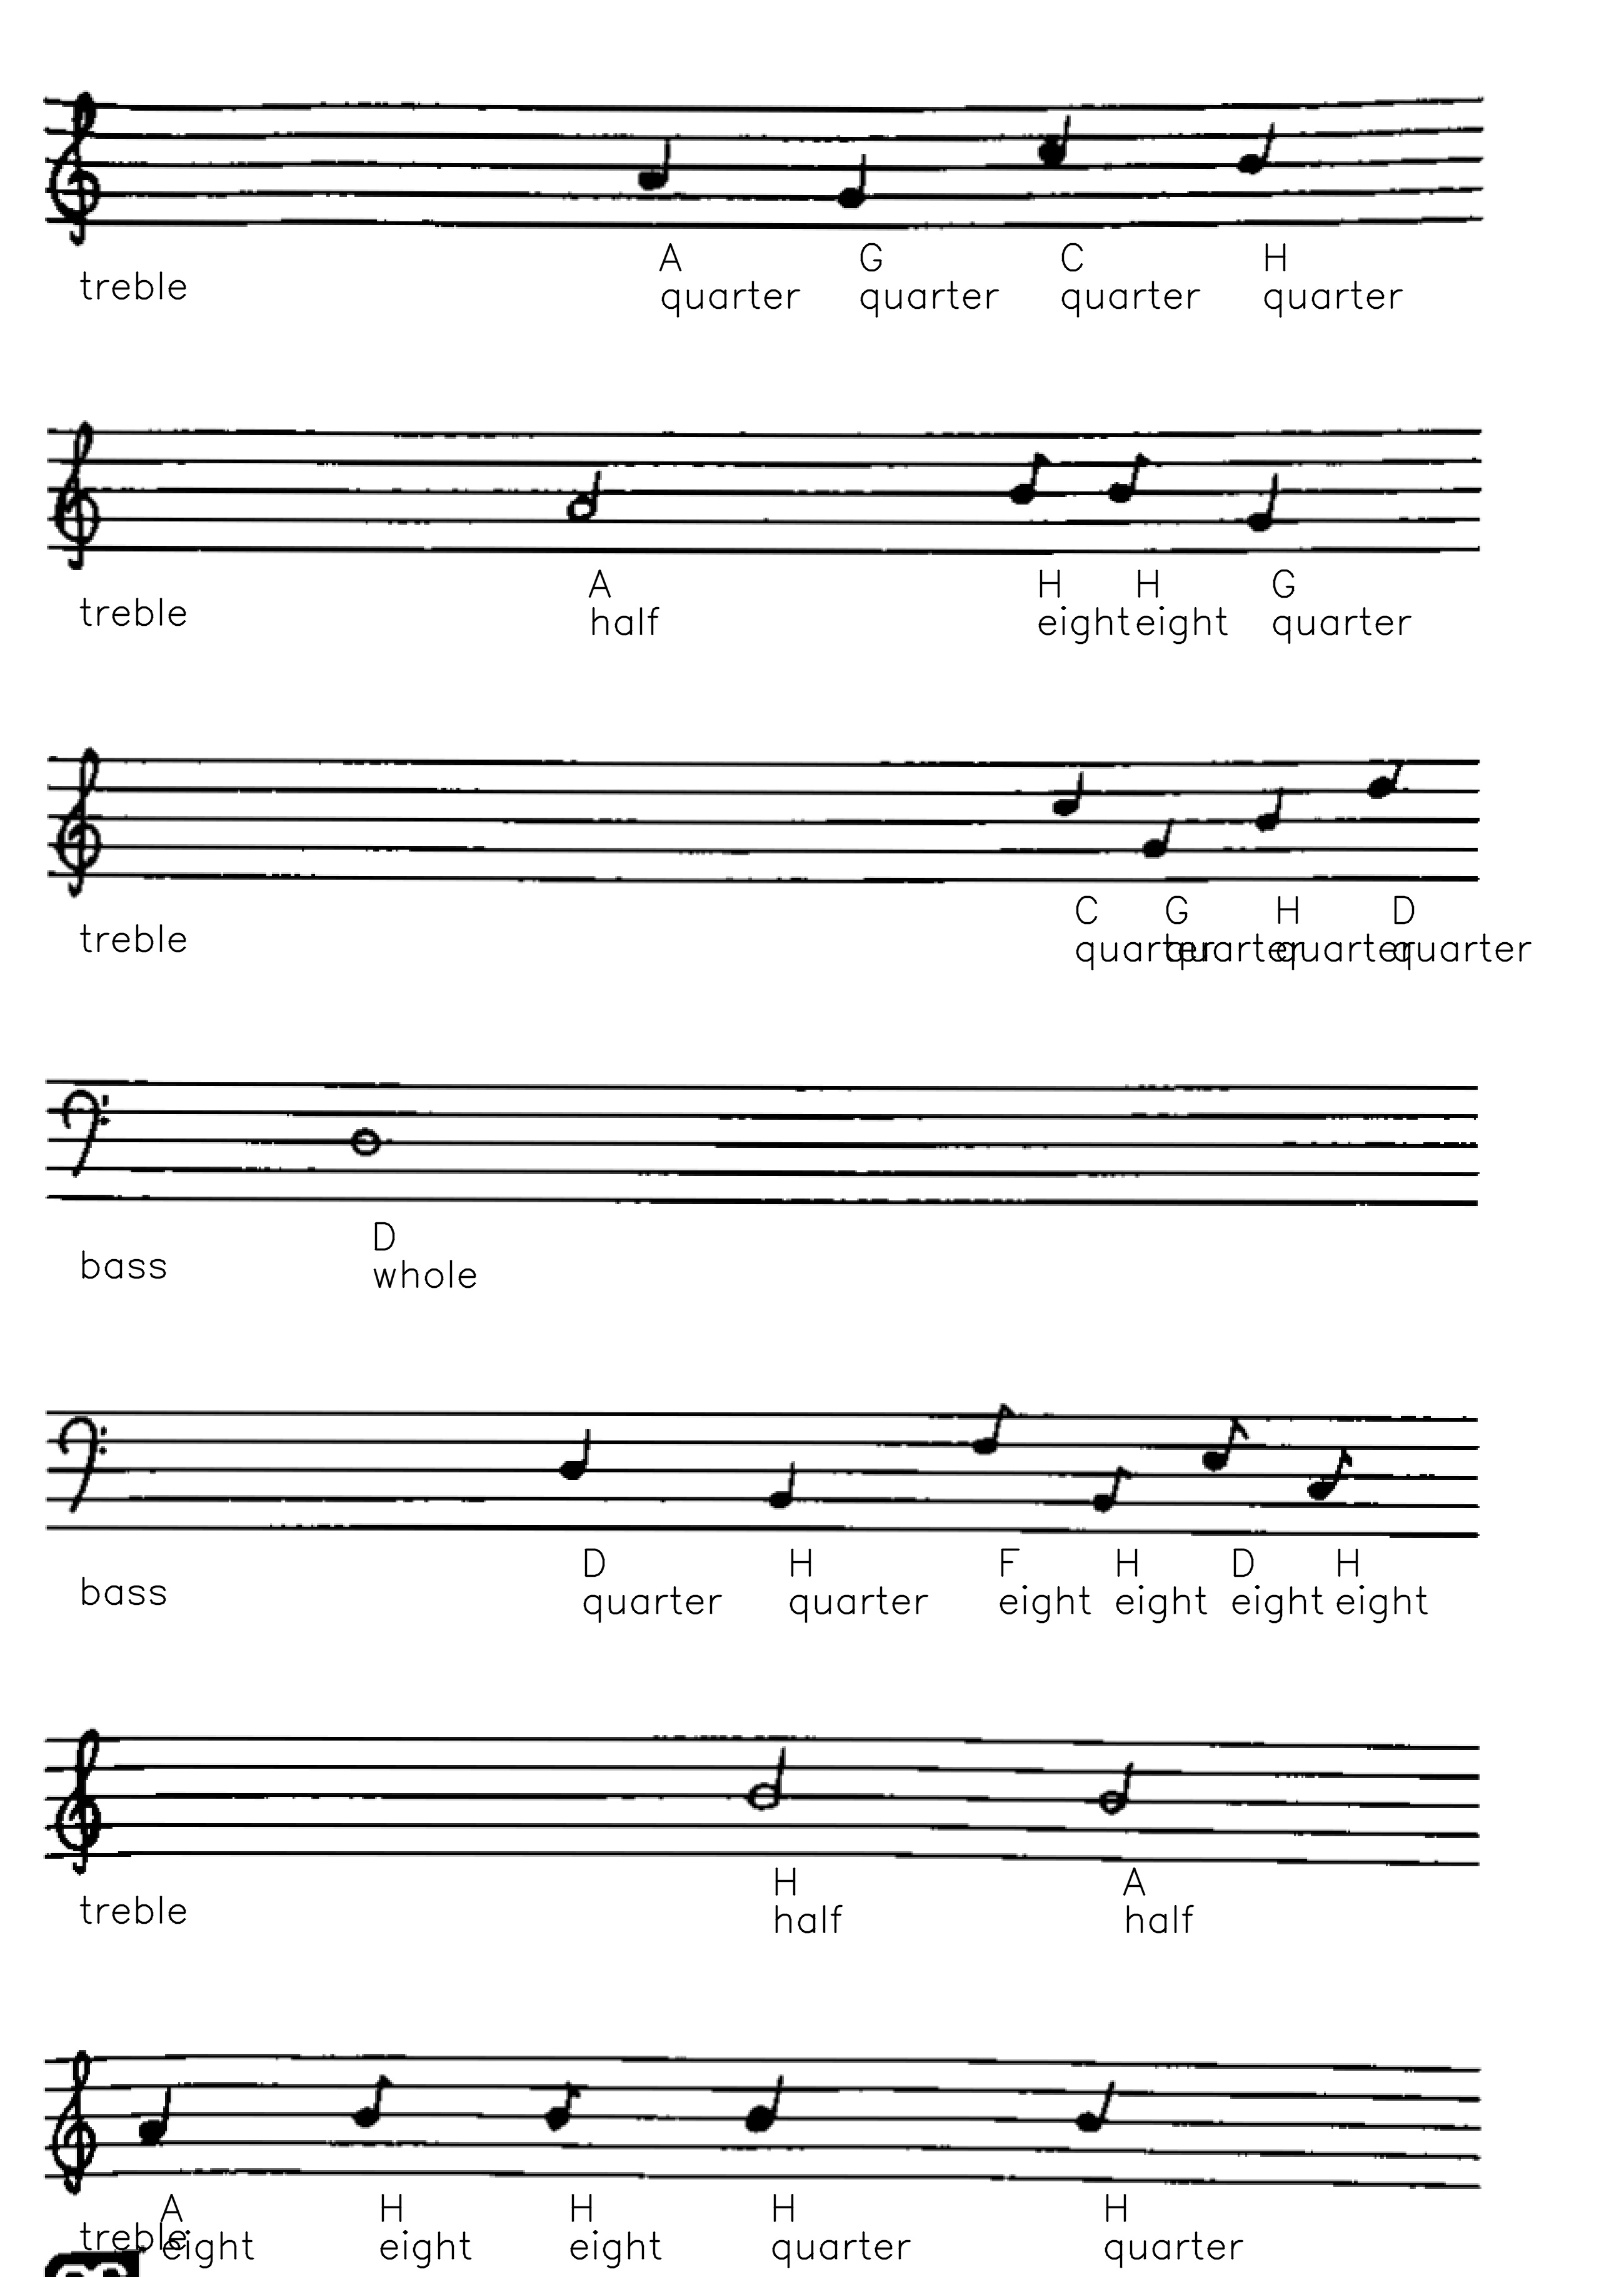 A G C H
treble quarter quarter quarter quarter
A H H G
treble half eight eight quarter
C G H D
treble quarter quarter quarter quarter
D
bass whole
D H F H D H
bass quarter quarter eight eight eight eight
H A
treble half half
A H H H H
treble eight eight eight quarter quarter